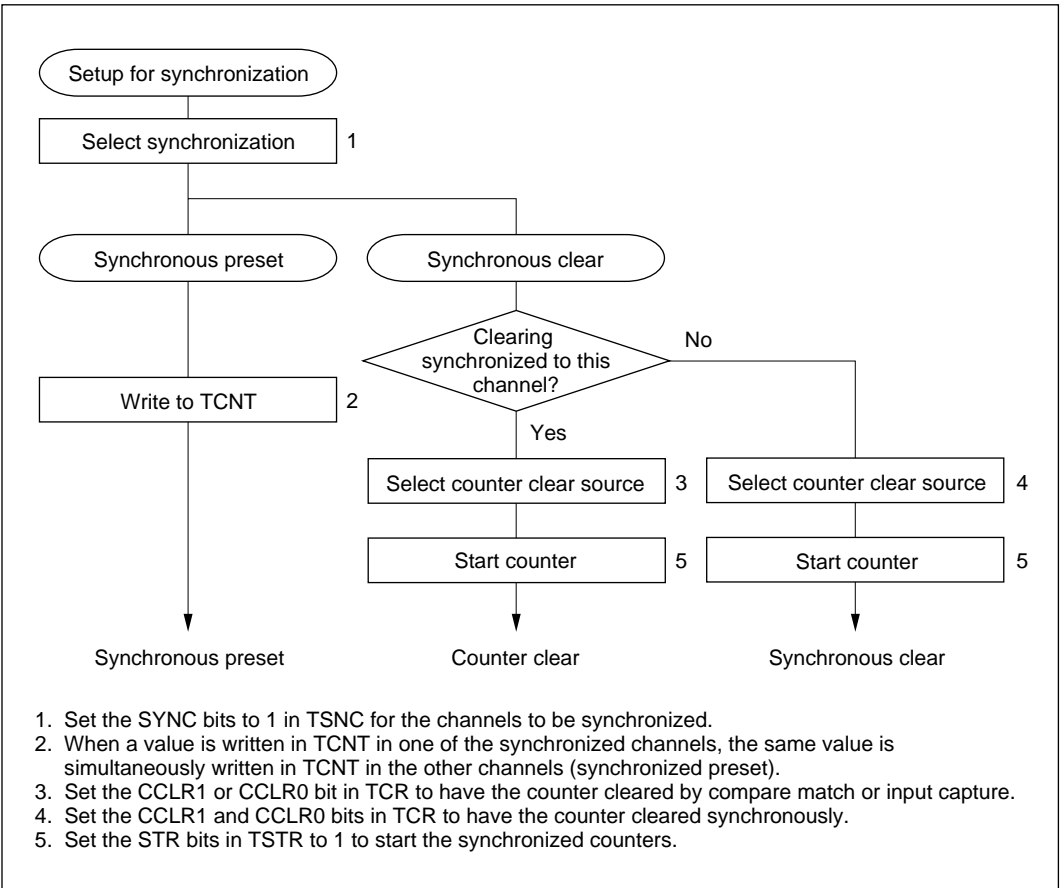 Setup for synchronization
Select synchronization 1
Synchronous preset
Synchronous clear
Clearing
synchronized to this
channel?
No
Write to TCNT 2
Yes
Select counter clear source 3
Select counter clear source 4
Start counter 5
Start counter 5
Synchronous preset
Counter clear
Synchronous clear
1. Set the SYNC bits to 1 in TSNC for the channels to be synchronized.
2. When a value is written in TCNT in one of the synchronized channels, the same value is
simultaneously written in TCNT in the other channels (synchronized preset).
3. Set the CCLR1 or CCLR0 bit in TCR to have the counter cleared by compare match or input capture.
4. Set the CCLR1 and CCLR0 bits in TCR to have the counter cleared synchronously.
5. Set the STR bits in TSTR to 1 to start the synchronized counters.